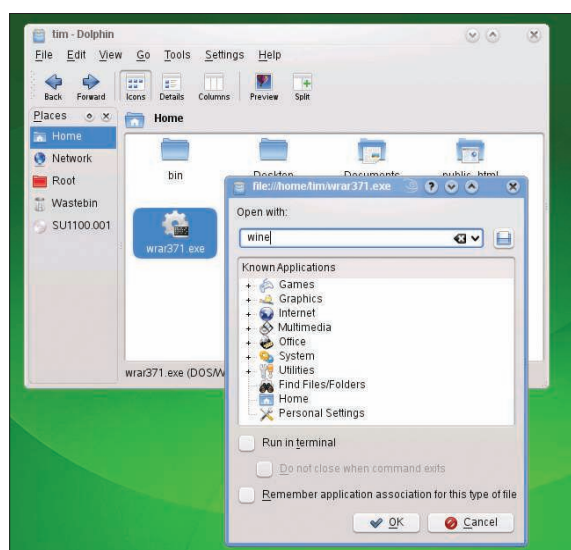 tim - Dolphin
File Edit View Go Tools Settings Help
Back Forward Icons Details Columns Preview Split
Places
Home
Home
Network
Root
Wastebin
SU1100.001
bin Desktop Documents public_html
wrar371.exe
wrar371.exe (DOS/W
file:///home/tim/wrar371.exe
Open with:
wine
Known Applications
Games
Graphics
Internet
Multimedia
Office
System
Utilities
Find Files/Folders
Home
Personal Settings
Run in terminal
Do not close when command exits
Remember application association for this type of file
OK Cancel